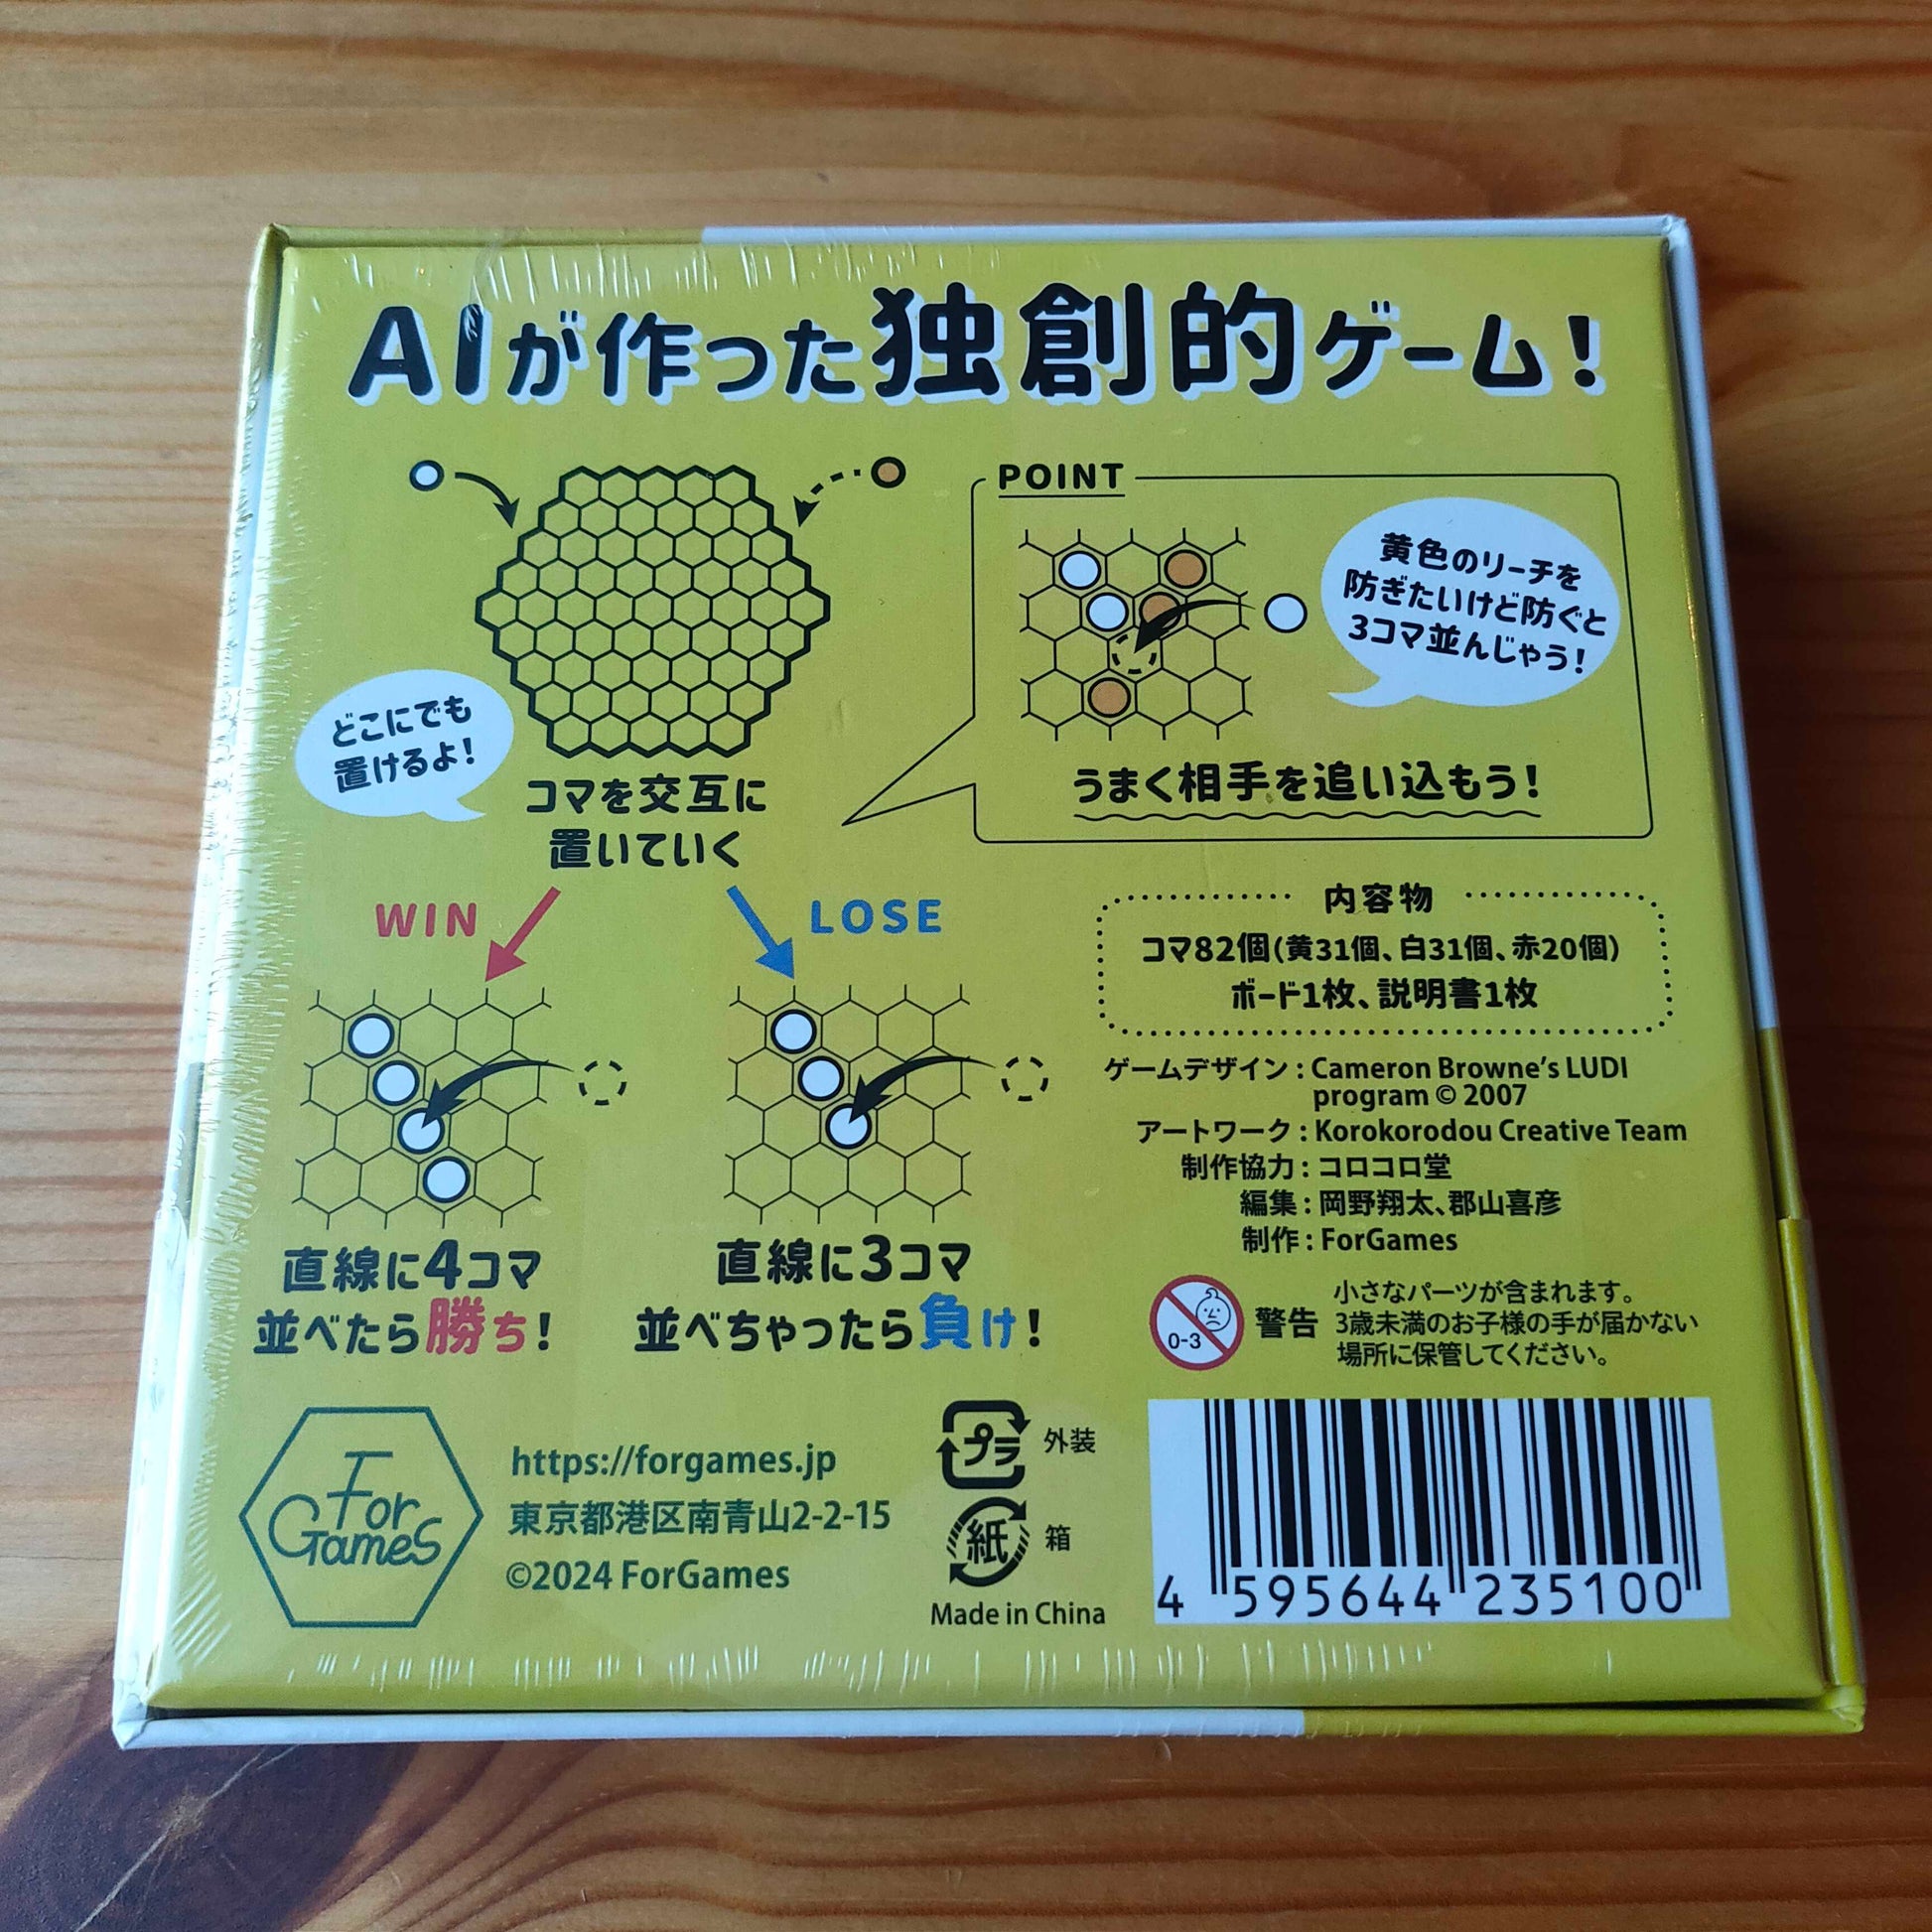 AIが作った独創的ゲーム!
POINT
黄色のリーチを
防ぎたいけど防ぐと
3コマ並んじゃう!
うまく相手を追い込もう!
どこにでも
置けるよ!
コマを交互に
置いていく
WIN
LOSE
直線に4コマ
並べたら勝ち!
直線に3コマ
並べちゃったら負け!
内容物
コマ82個(黄31個、白31個、赤20個)
ボード1枚、説明書1枚
ゲームデザイン : Cameron Browne's LUDI
program © 2007
アートワーク : Korokorodou Creative Team
制作協力 : コロコロ堂
編集 : 岡野翔太、郡山喜彦
制作 : ForGames
0-3
警告
小さなパーツが含まれます。
3歳未満のお子様の手が届かない
場所に保管してください。
For
Games
https://forgames.jp
東京都港区南青山2-2-15
©2024 ForGames
プラ 外装
紙 箱
Made in China
4 595644 235100